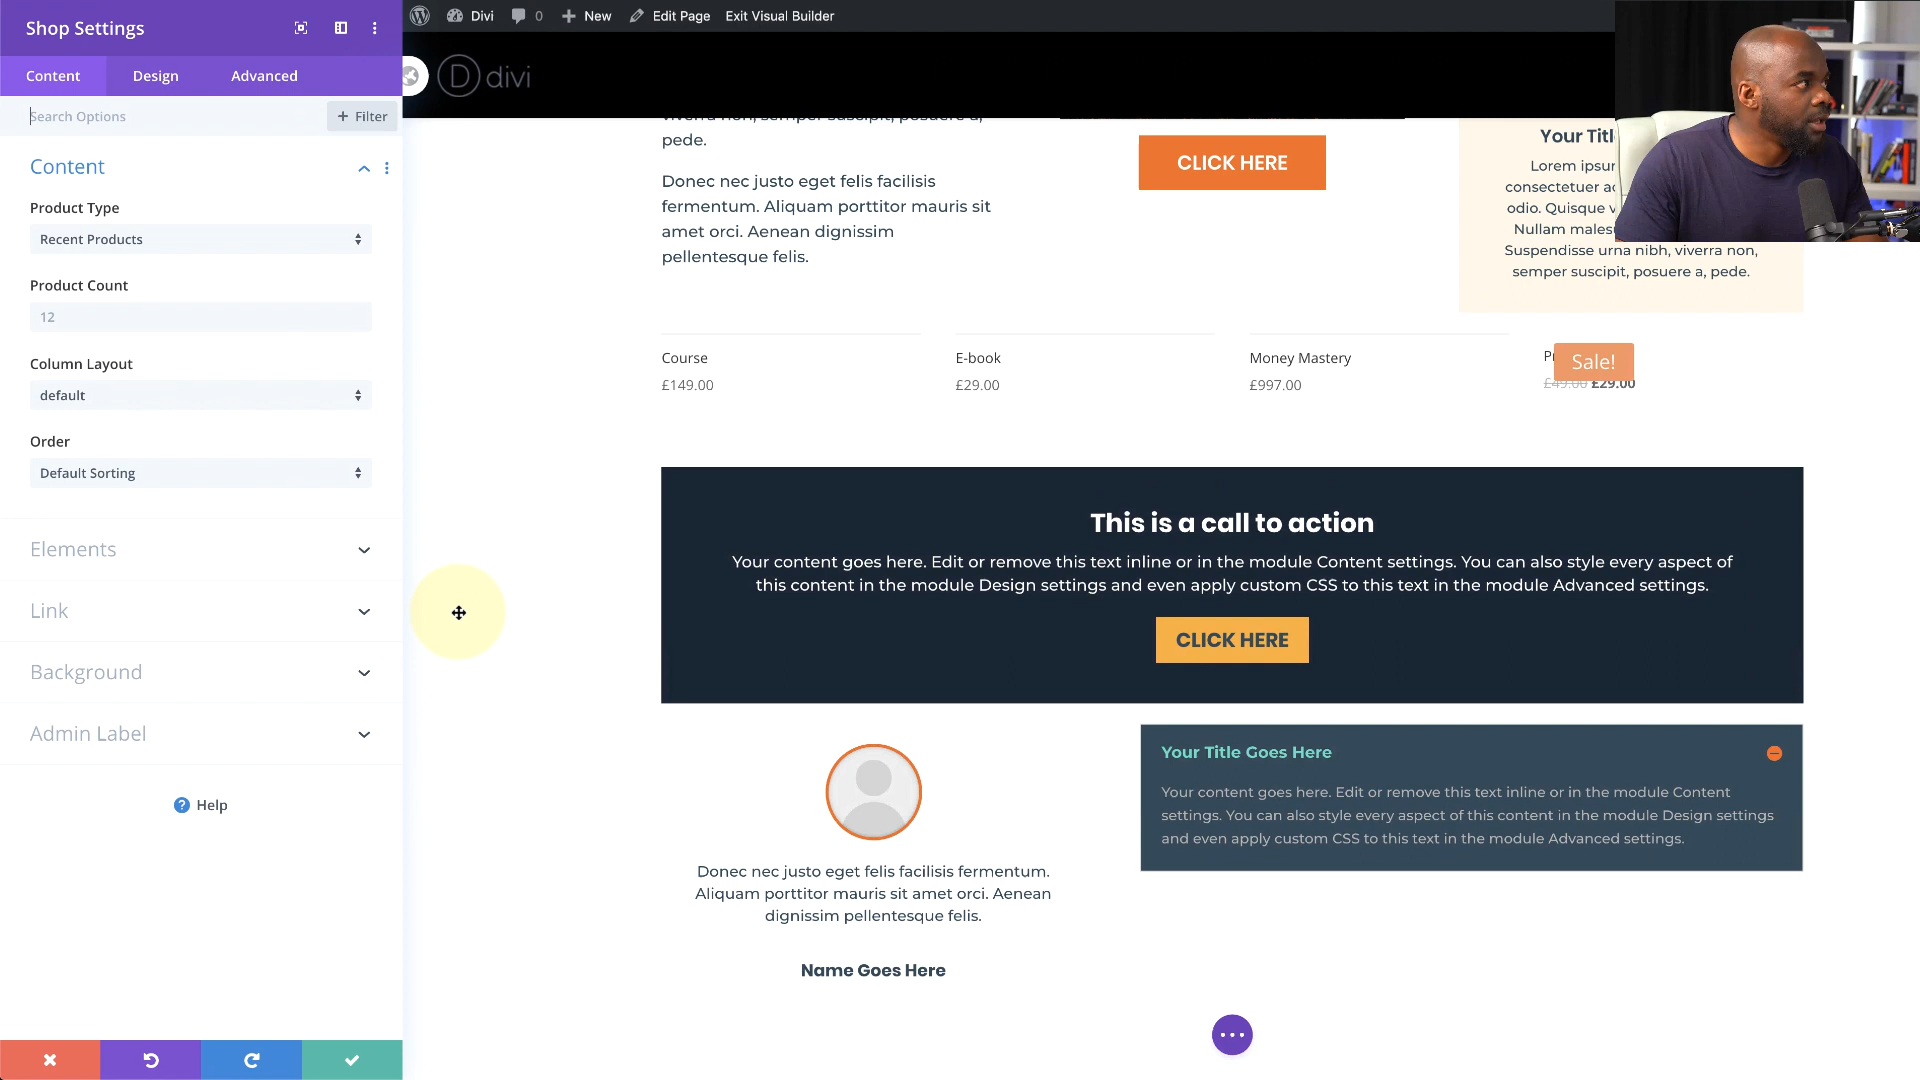 Shop Settings
Content
Design
Advanced
Search Options
+ Filter
Content
Product Type
Recent Products
Product Count
12
Column Layout
default
Order
Default Sorting
Elements
Link
Background
Admin Label
? Help
Divi
0
New
Edit Page
Exit Visual Builder
D divi
viverra non, semper suscipit, posuere a,
pede.
Donec nec justo eget felis facilisis
fermentum. Aliquam porttitor mauris sit
amet orci. Aenean dignissim
pellentesque felis.
CLICK HERE
Your Titl
Lorem ipsur
consectetuer ac
odio. Quisque v
Nullam males
Suspendisse urna nibh, viverra non,
semper suscipit, posuere a, pede.
Course
£149.00
E-book
£29.00
Money Mastery
£997.00
Sale!
£49.00 £29.00
This is a call to action
Your content goes here. Edit or remove this text inline or in the module Content settings. You can also style every aspect of
this content in the module Design settings and even apply custom CSS to this text in the module Advanced settings.
CLICK HERE
Donec nec justo eget felis facilisis fermentum.
Aliquam porttitor mauris sit amet orci. Aenean
dignissim pellentesque felis.
Name Goes Here
Your Title Goes Here
Your content goes here. Edit or remove this text inline or in the module Content
settings. You can also style every aspect of this content in the module Design settings
and even apply custom CSS to this text in the module Advanced settings.